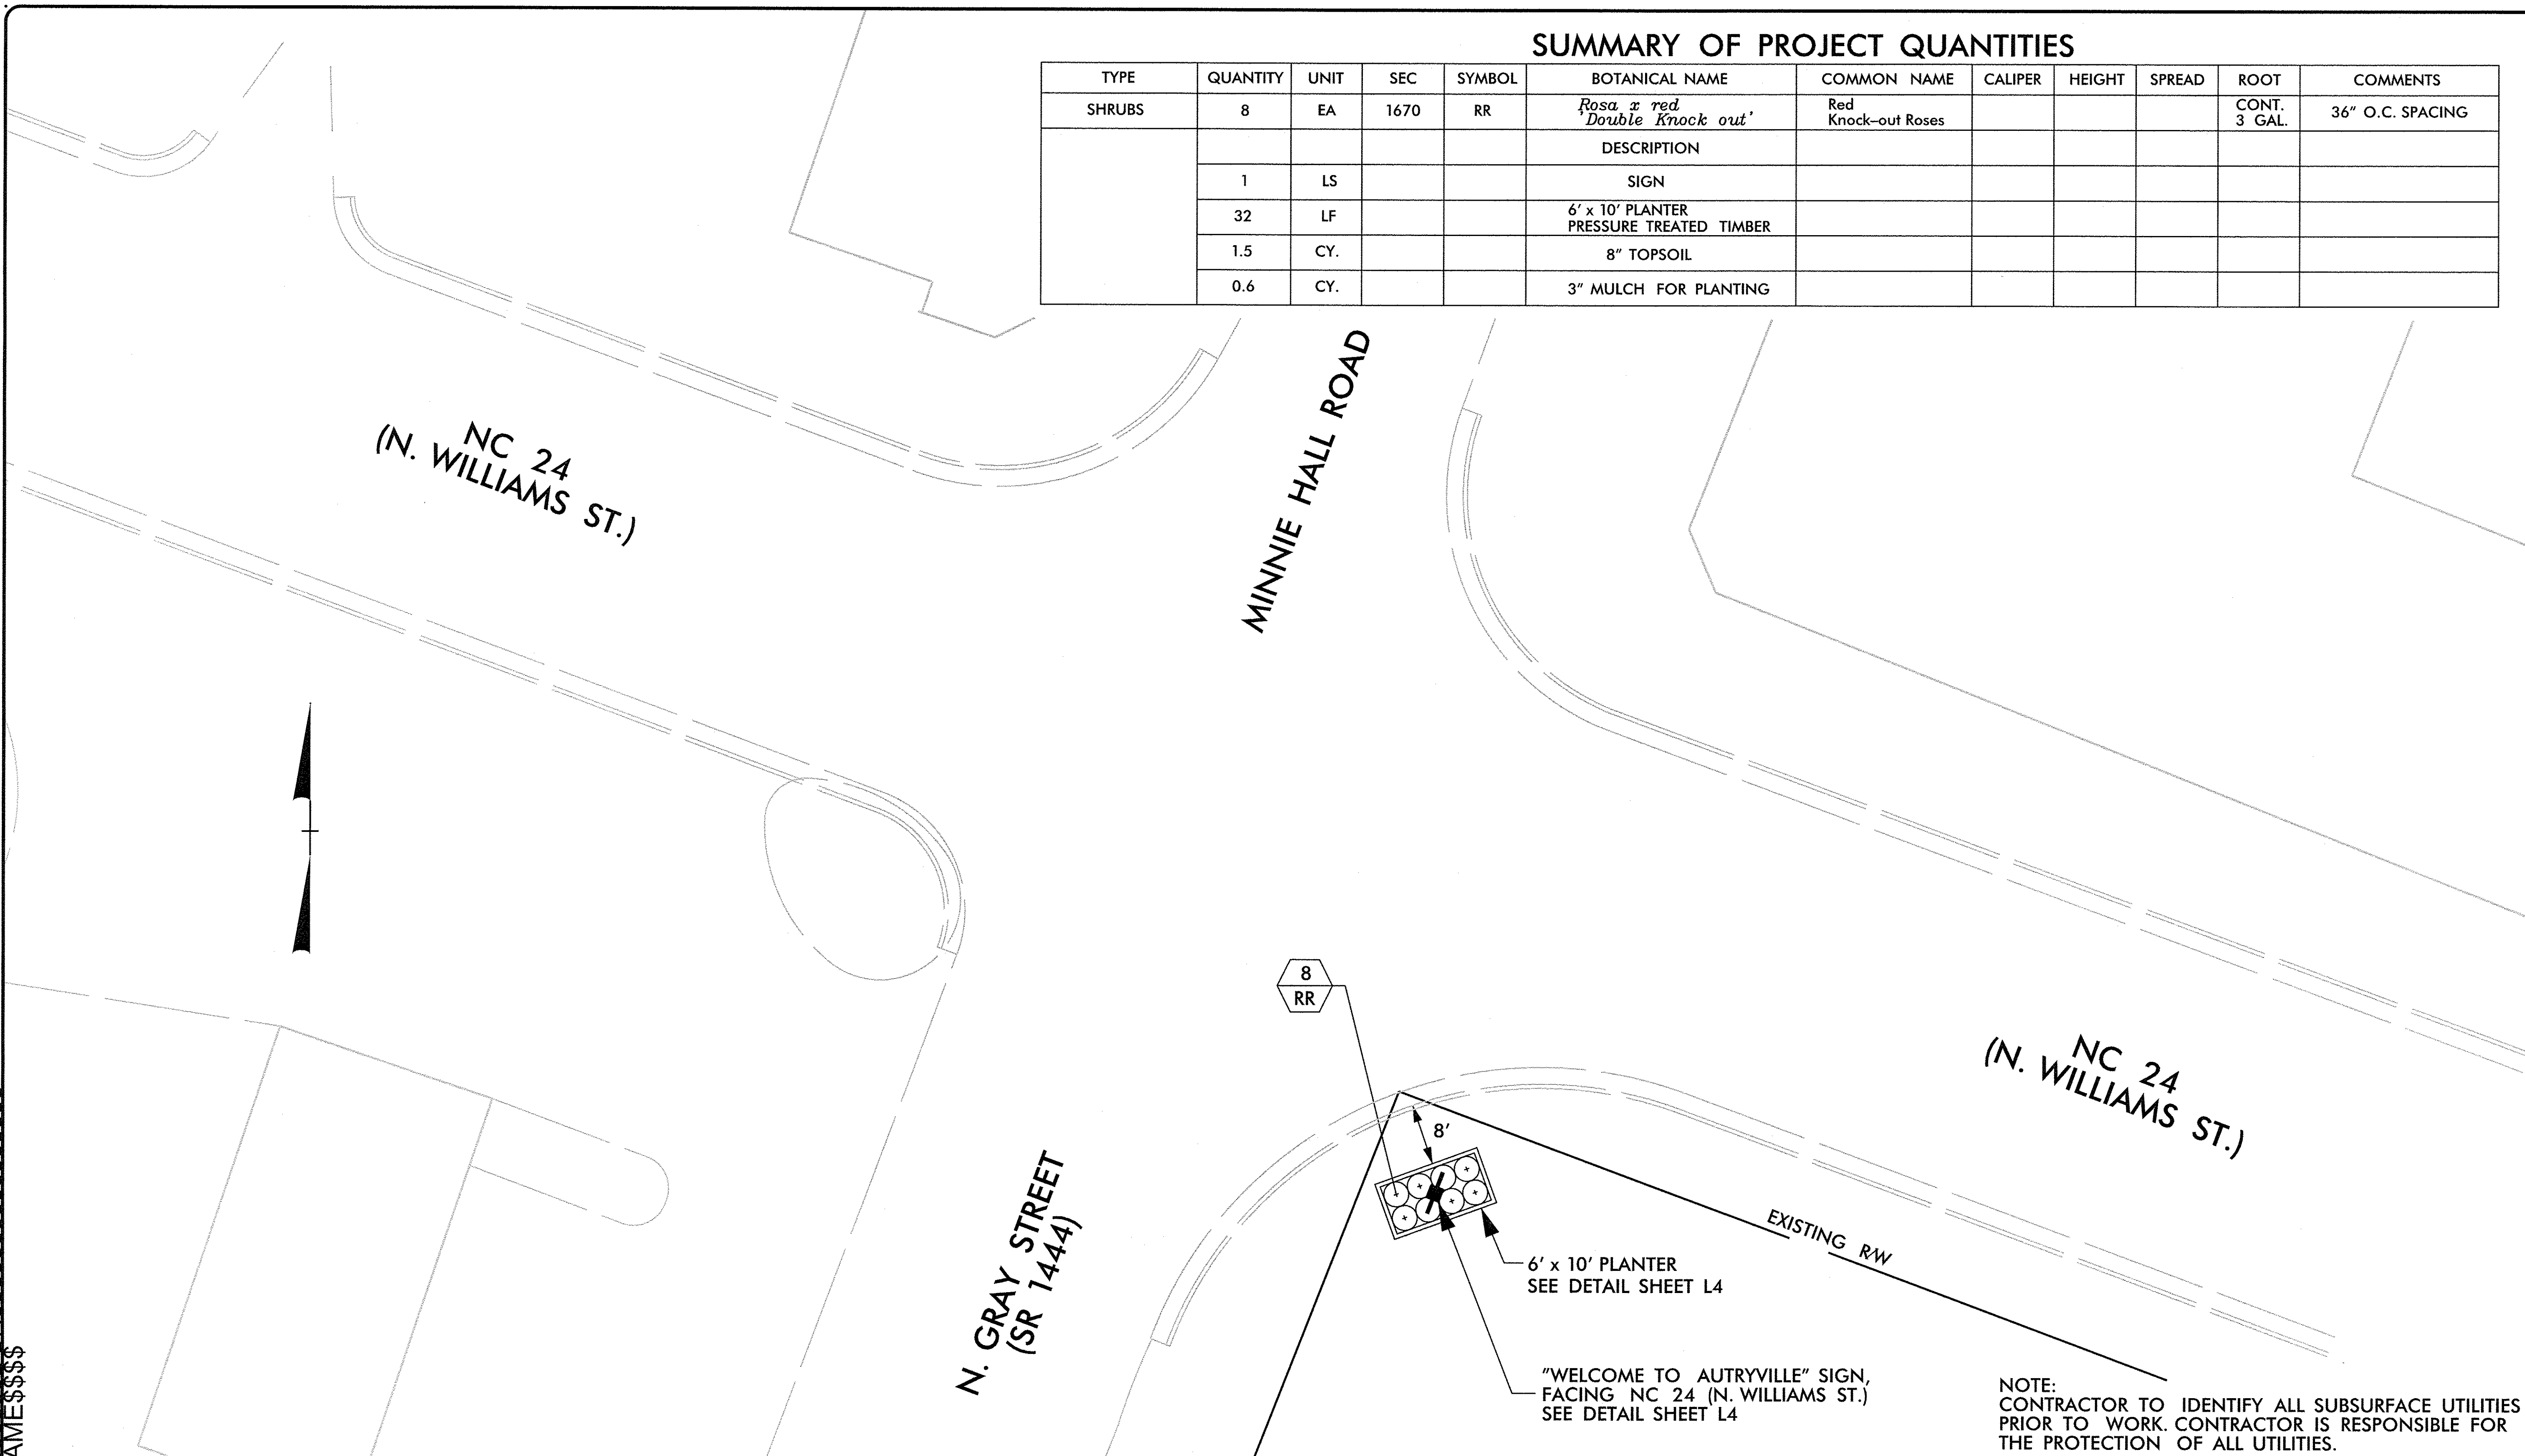 SUMMARY OF PROJECT QUANTITIES
TYPE QUANTITY UNIT SEC SYMBOL BOTANICAL NAME COMMON NAME CALIPER HEIGHT SPREAD ROOT COMMENTS
SHRUBS 8 EA 1670 RR Rosa x red 'Double Knock out' Red Knock-out Roses CONT. 3 GAL. 36" O.C. SPACING
DESCRIPTION
1 LS SIGN
32 LF 6' x 10' PLANTER PRESSURE TREATED TIMBER
1.5 CY. 8" TOPSOIL
0.6 CY. 3" MULCH FOR PLANTING
NC 24
(N. WILLIAMS ST.)
MINNIE HALL ROAD
8
RR
NC 24
(N. WILLIAMS ST.)
8'
N. GRAY STREET
(SR 1444)
EXISTING R/W
6' x 10' PLANTER
SEE DETAIL SHEET L4
"WELCOME TO AUTRYVILLE" SIGN,
FACING NC 24 (N. WILLIAMS ST.)
SEE DETAIL SHEET L4
NOTE:
CONTRACTOR TO IDENTIFY ALL SUBSURFACE UTILITIES
PRIOR TO WORK. CONTRACTOR IS RESPONSIBLE FOR
THE PROTECTION OF ALL UTILITIES.
AME$$$$